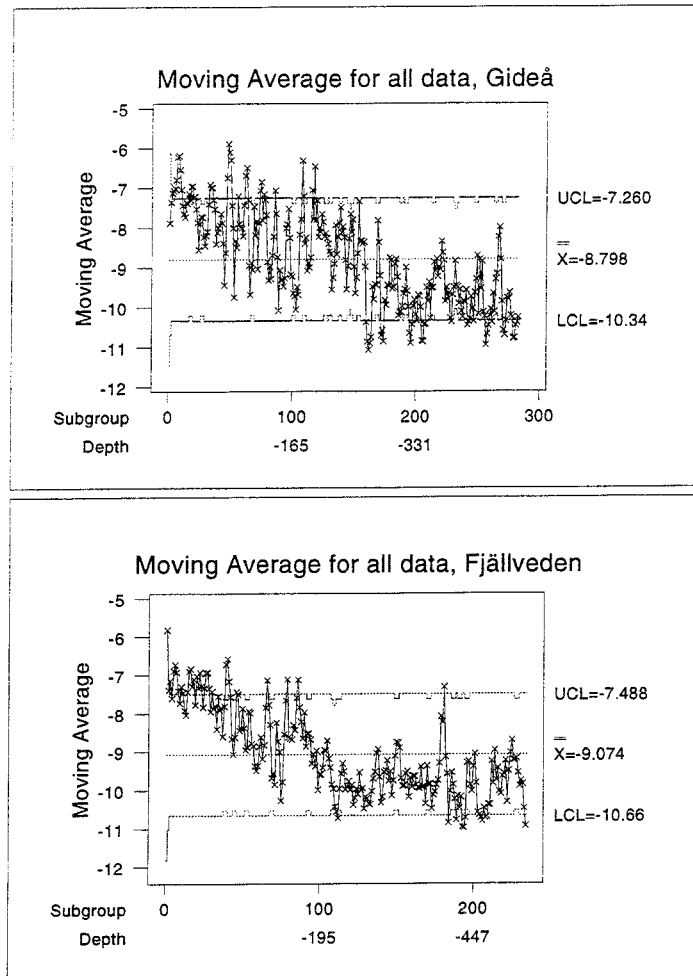 Moving Average for all data, Gideå
-5
-6
-7
-8
-9
-10
-11
-12
Moving Average
UCL=-7.260
X=-8.798
LCL=-10.34
Subgroup 0 100 200 300
Depth -165 -331
Moving Average for all data, Fjällveden
-5
-6
-7
-8
-9
-10
-11
-12
Moving Average
UCL=-7.488
X=-9.074
LCL=-10.66
Subgroup 0 100 200
Depth -195 -447